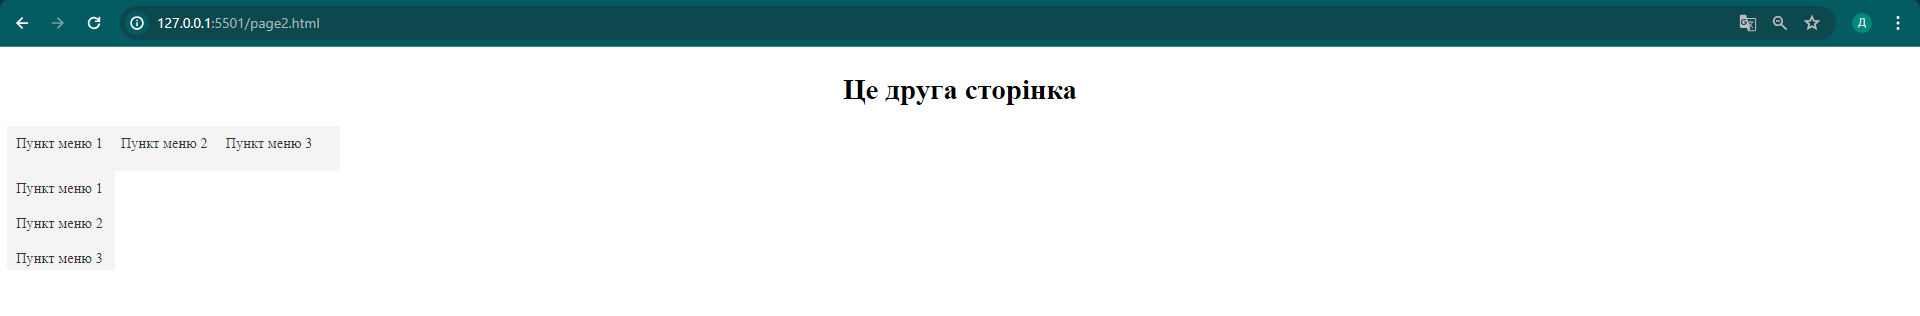 127.0.0.1:5501/page2.html
Д
Це друга сторінка
Пункт меню 1 Пункт меню 2 Пункт меню 3
Пункт меню 1
Пункт меню 2
Пункт меню 3